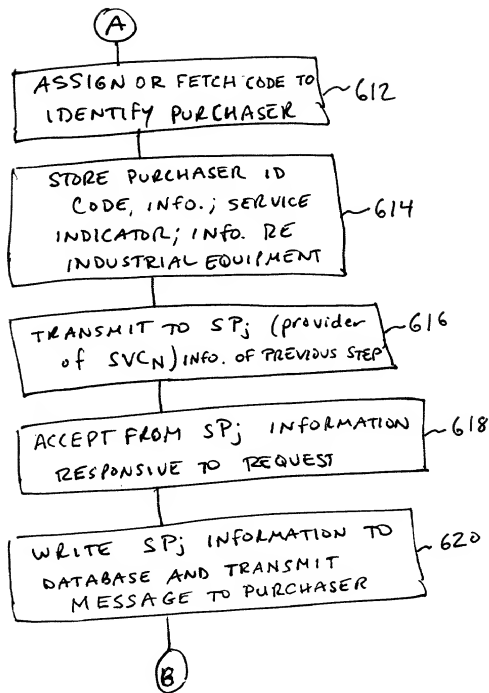 A
ASSIGN OR FETCH CODE TO
IDENTIFY PURCHASER
612
STORE PURCHASER ID
CODE, INFO.; SERVICE
INDICATOR; INFO. RE
INDUSTRIAL EQUIPMENT
614
TRANSMIT TO SPj (provider
of SVCN) INFO. OF PREVIOUS STEP
616
ACCEPT FROM SPj INFORMATION
RESPONSIVE TO REQUEST
618
WRITE SPj INFORMATION TO
DATABASE AND TRANSMIT
MESSAGE TO PURCHASER
620
B